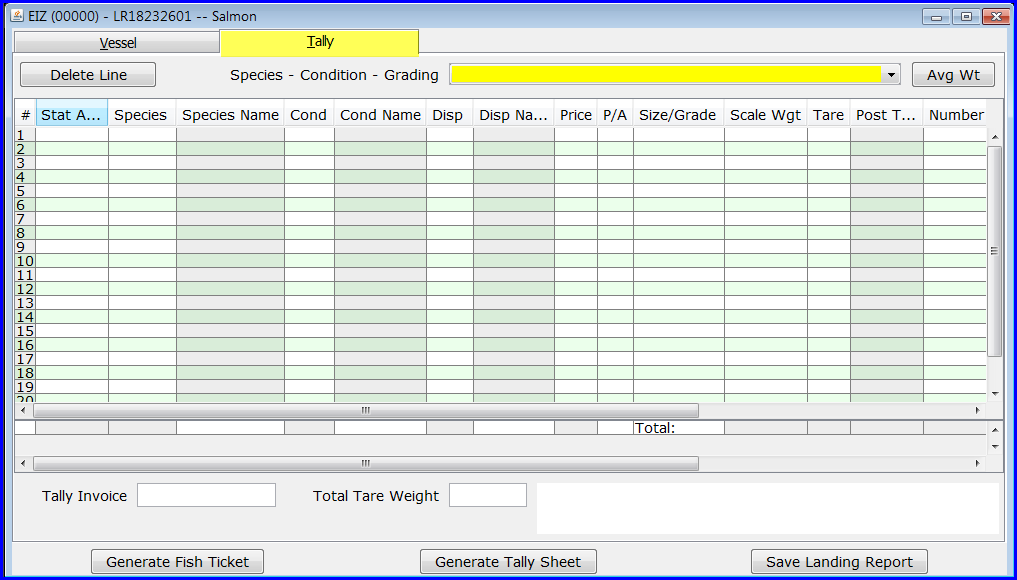 EIZ (00000) - LR18232601 -- Salmon
Vessel Tally
Delete Line Species - Condition - Grading Avg Wt
# Stat A... Species Species Name Cond Cond Name Disp Disp Na... Price P/A Size/Grade Scale Wgt Tare Post T... Number
1
2
3
4
5
6
7
8
9
10
11
12
13
14
15
16
17
18
19
20
Total:
Tally Invoice Total Tare Weight
Generate Fish Ticket Generate Tally Sheet Save Landing Report